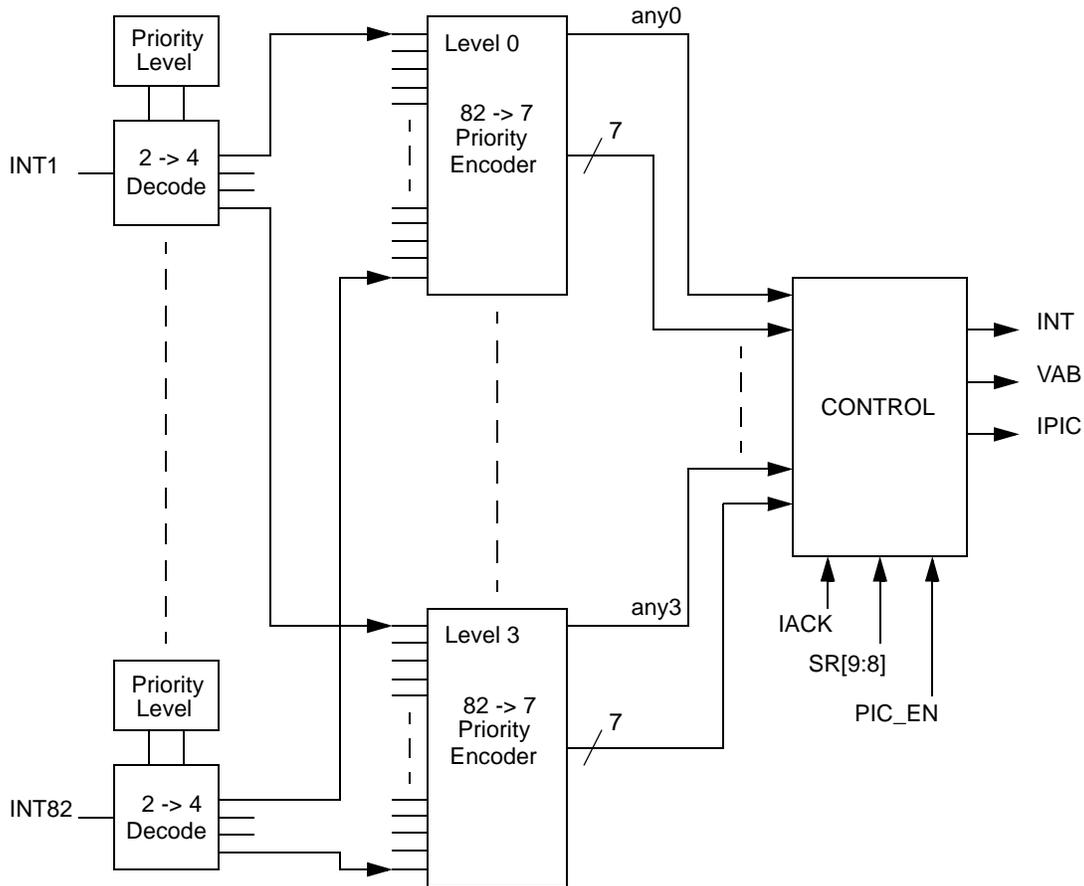 any0
Priority
Level
Level 0
82 -> 7
Priority
Encoder
7
INT1
2 -> 4
Decode
INT
VAB
CONTROL
IPIC
any3
IACK
Level 3
SR[9:8]
Priority
Level
82 -> 7
Priority
Encoder
7
PIC_EN
INT82
2 -> 4
Decode